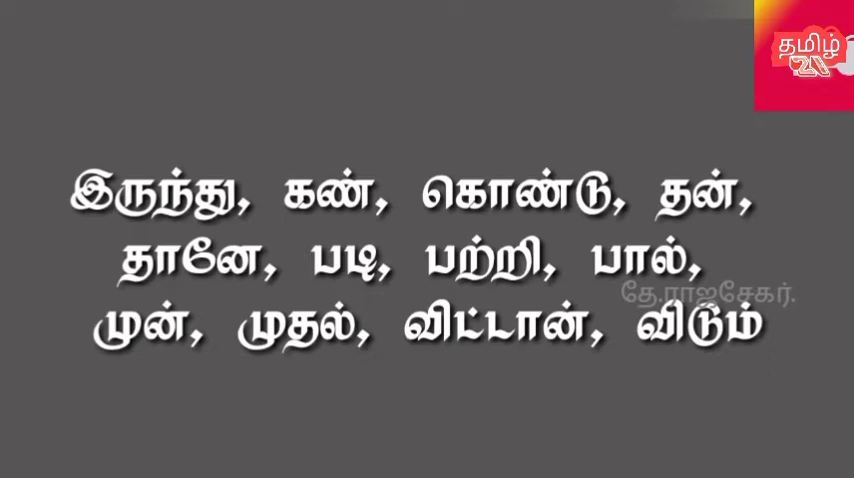 தமிழ்
இருந்து, கண், கொண்டு, தன்,
தானே, படி, பற்றி, பால்,
தே.ராஜசேகர்.
முன், முதல், விட்டான், விடும்